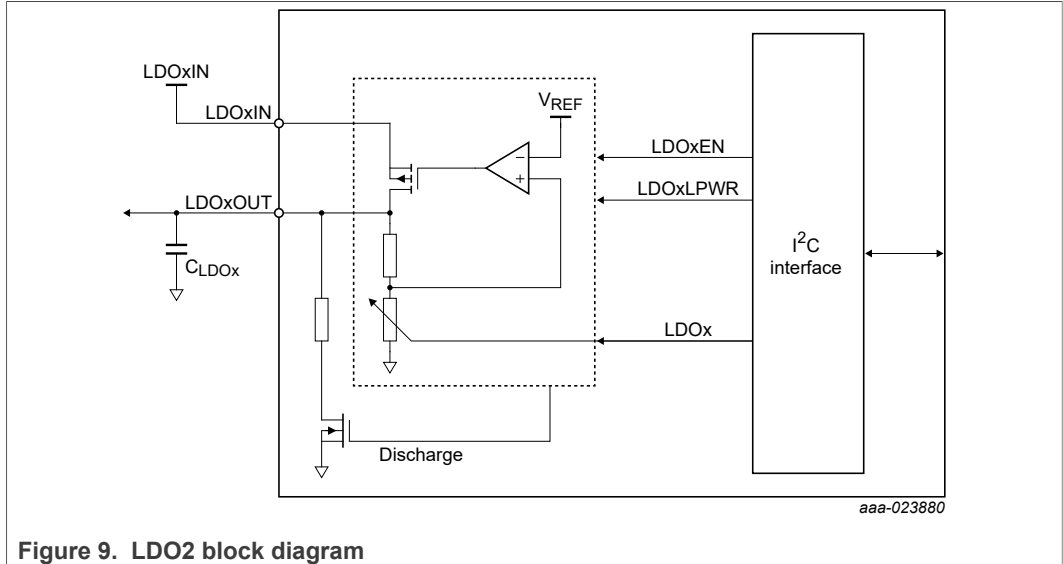 LDOxIN
LDOxIN
VREF
LDOxEN
LDOxLPWR
LDOxOUT
I2C
interface
CLDOx
LDOx
Discharge
aaa-023880
Figure 9. LDO2 block diagram